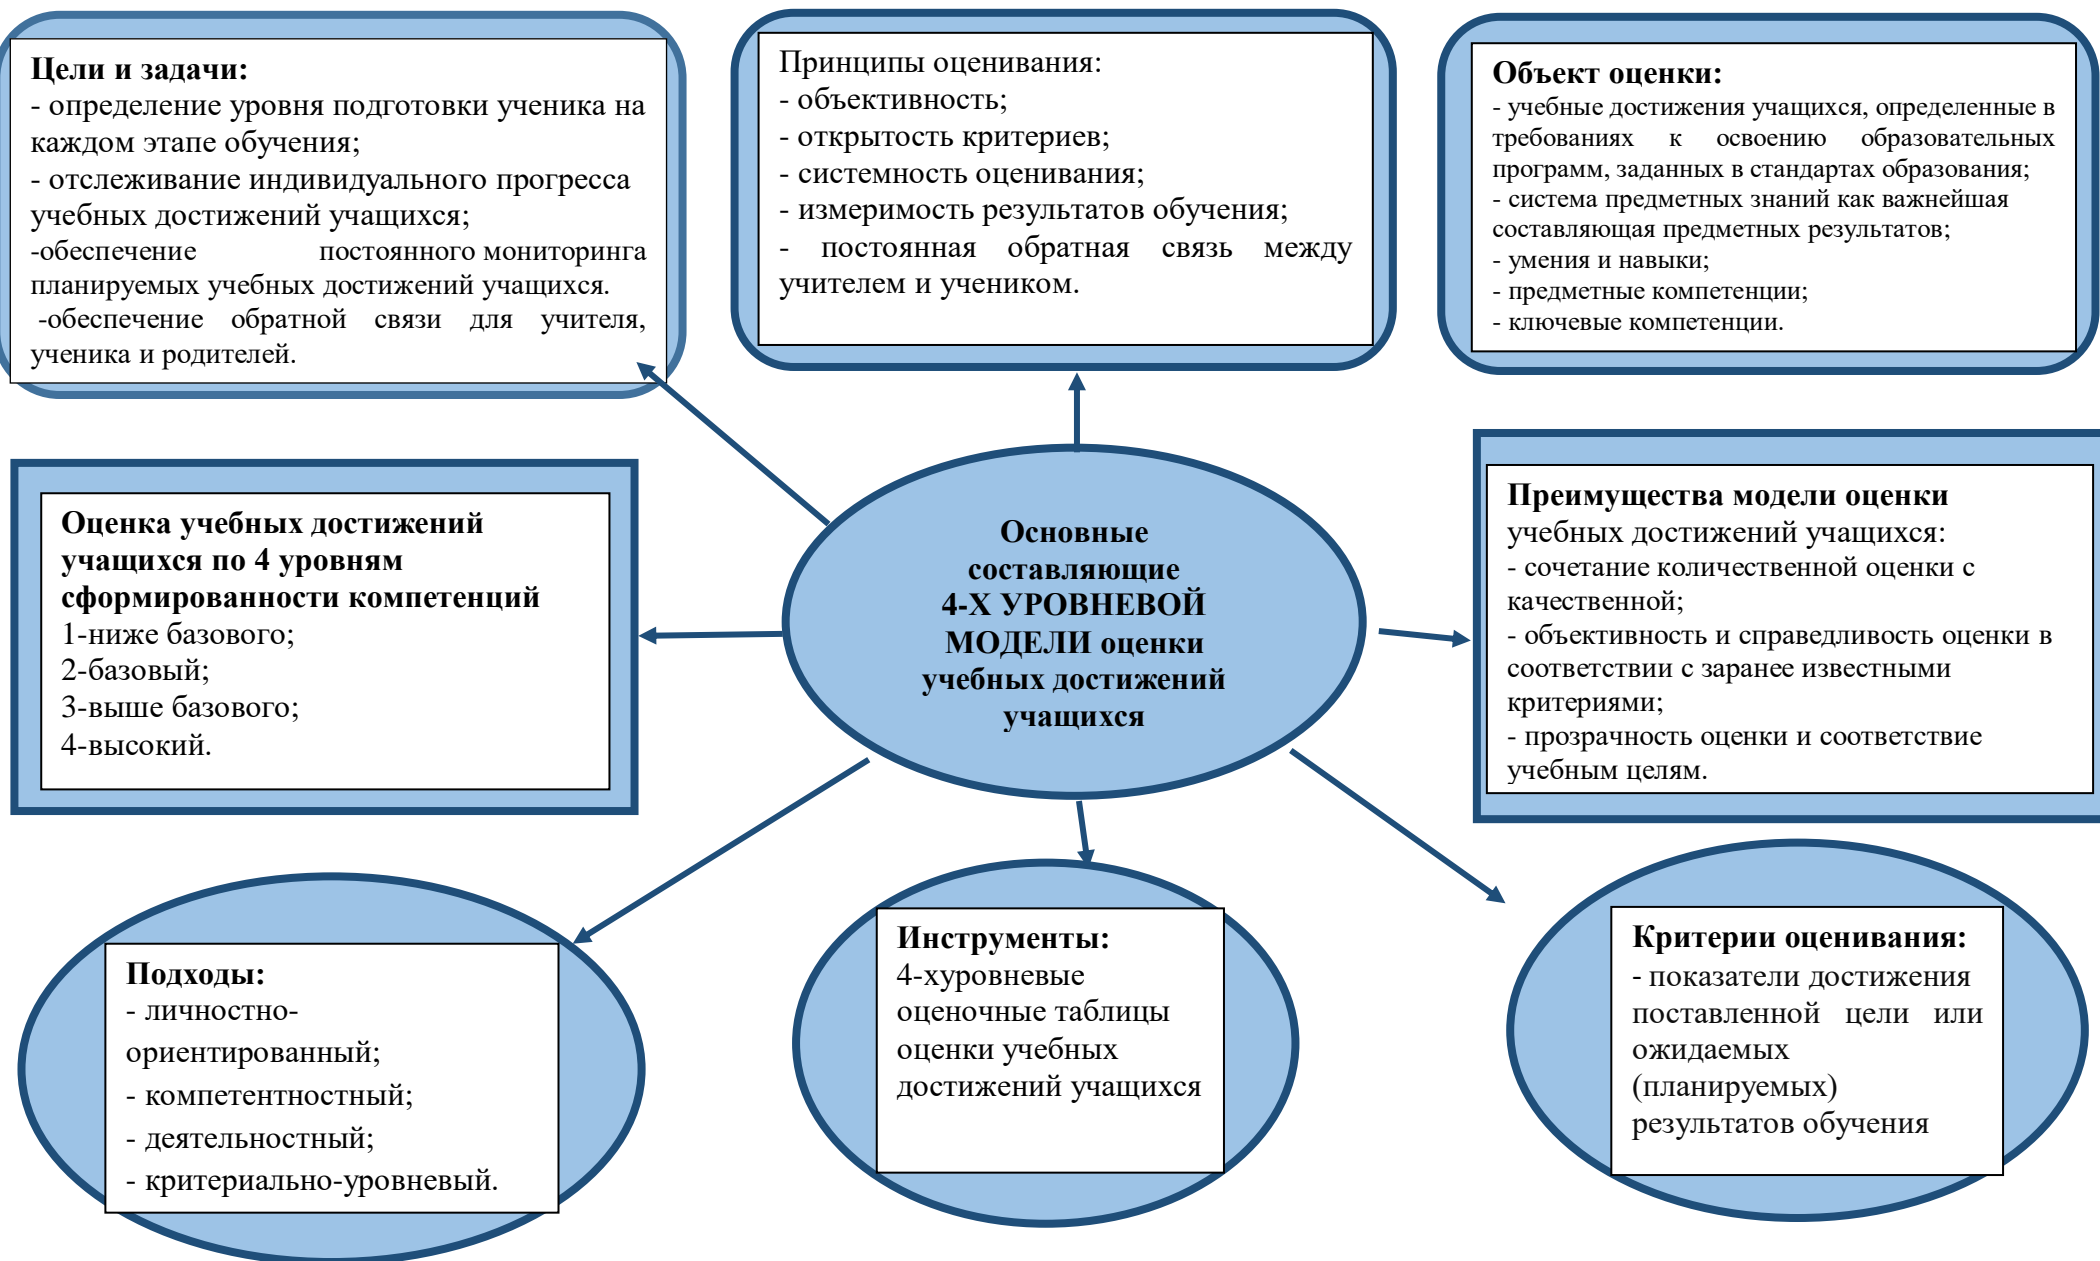 Цели и задачи:
- определение уровня подготовки ученика на
каждом этапе обучения;
- отслеживание индивидуального прогресса
учебных достижений учащихся;
-обеспечение постоянного мониторинга
планируемых учебных достижений учащихся.
-обеспечение обратной связи для учителя,
ученика и родителей.
Принципы оценивания:
- объективность;
- открытость критериев;
- системность оценивания;
- измеримость результатов обучения;
- постоянная обратная связь между
учителем и учеником.
Объект оценки:
- учебные достижения учащихся, определенные в
требованиях к освоению образовательных
программ, заданных в стандартах образования;
- система предметных знаний как важнейшая
составляющая предметных результатов;
- умения и навыки;
- предметные компетенции;
- ключевые компетенции.
Оценка учебных достижений
учащихся по 4 уровням
сформированности компетенций
1-ниже базового;
2-базовый;
3-выше базового;
4-высокий.
Основные
составляющие
4-Х УРОВНЕВОЙ
МОДЕЛИ оценки
учебных достижений
учащихся
Преимущества модели оценки
учебных достижений учащихся:
- сочетание количественной оценки с
качественной;
- объективность и справедливость оценки в
соответствии с заранее известными
критериями;
- прозрачность оценки и соответствие
учебным целям.
Подходы:
- личностно-
ориентированный;
- компетентностный;
- деятельностный;
- критериально-уровневый.
Инструменты:
4-хуровневые
оценочные таблицы
оценки учебных
достижений учащихся
Критерии оценивания:
- показатели достижения
поставленной цели или
ожидаемых
(планируемых)
результатов обучения